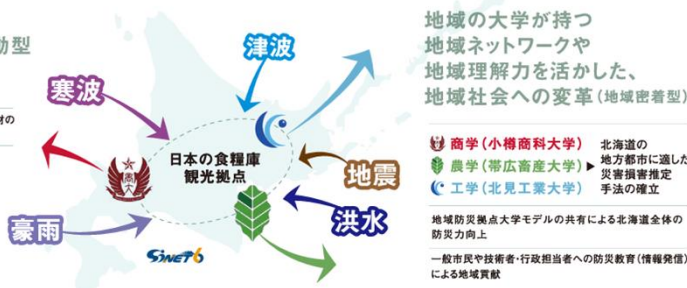 動型
材の
津波
寒波
日本の食糧庫
観光拠点
地震
洪水
豪雨
SINET6
地域の大学が持つ
地域ネットワークや
地域理解力を活かした、
地域社会への変革(地域密着型)
商学(小樽商科大学)
農学(帯広畜産大学)▶
工学(北見工業大学)
北海道の
地方都市に適した
災害損害推定
手法の確立
地域防災拠点大学モデルの共有による北海道全体の
防災力向上
一般市民や技術者・行政担当者への防災教育(情報発信)
による地域貢献